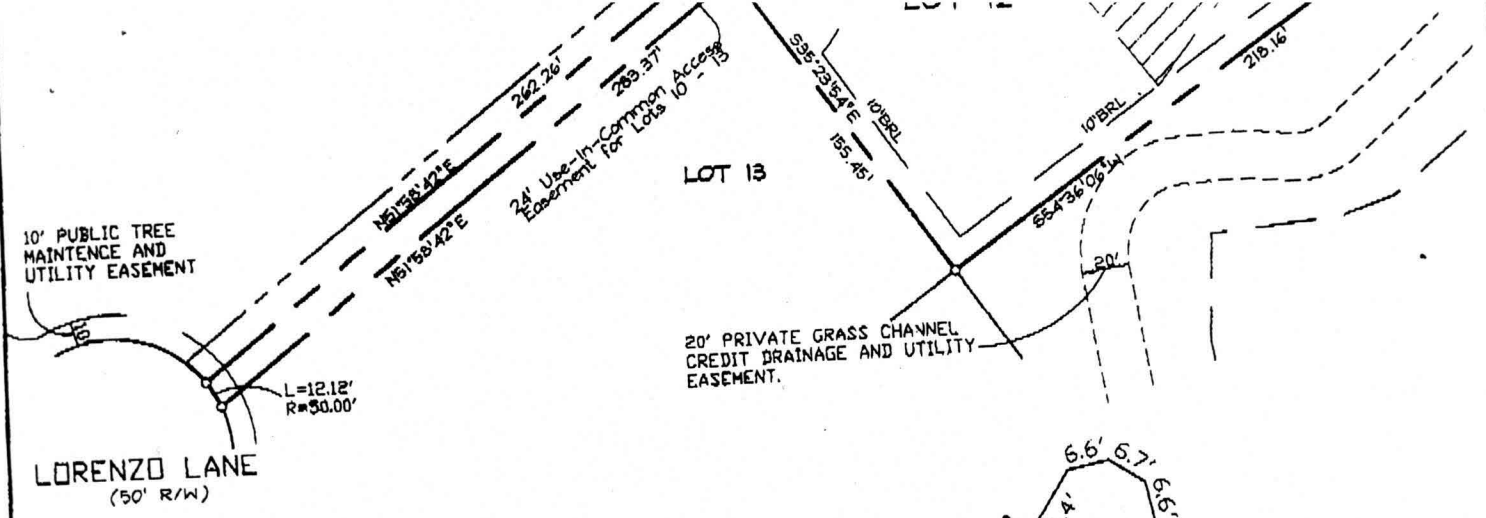 LOT 12
262.26'
283.37'
N51°58'42"E
N51°58'42"E
24' Use-In-Common Access
Easement for Lots 10 - 13
S35°23'54"E
155.45'
10'BRL
10'BRL
218.16'
S54°36'06"W
LOT 13
10' PUBLIC TREE
MAINTENCE AND
UTILITY EASEMENT
10'
L=12.12'
R=50.00'
20'
20' PRIVATE GRASS CHANNEL
CREDIT DRAINAGE AND UTILITY
EASEMENT.
LORENZO LANE
(50' R/W)
6.6'
6.7'
6.6'
4'